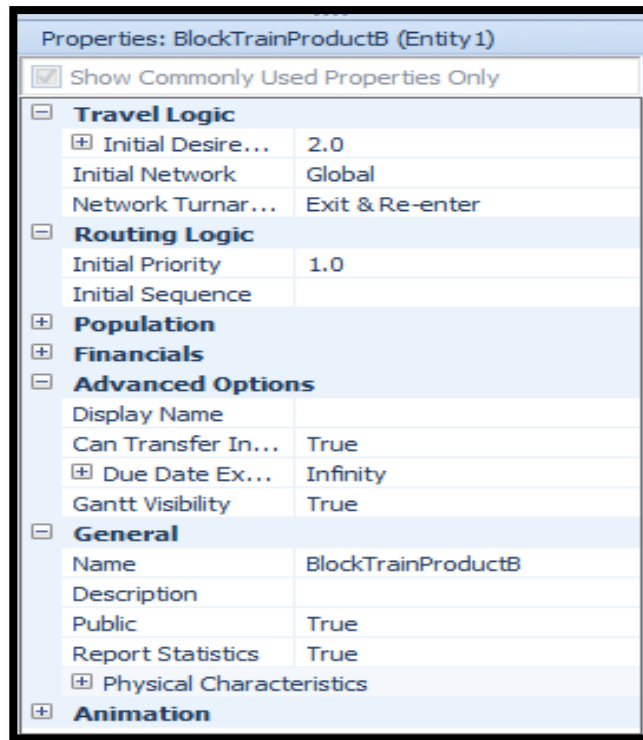 Properties: BlockTrainProductB (Entity1)
Show Commonly Used Properties Only
Travel Logic
Initial Desire... 2.0
Initial Network Global
Network Turnar... Exit & Re-enter
Routing Logic
Initial Priority 1.0
Initial Sequence
Population
Financials
Advanced Options
Display Name
Can Transfer In... True
Due Date Ex... Infinity
Gantt Visibility True
General
Name BlockTrainProductB
Description
Public True
Report Statistics True
Physical Characteristics
Animation